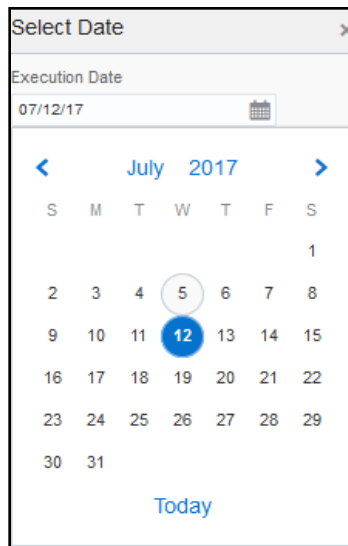 Select Date ×
Execution Date
07/12/17
July 2017
S M T W T F S
1
2 3 4 5 6 7 8
9 10 11 12 13 14 15
16 17 18 19 20 21 22
23 24 25 26 27 28 29
30 31
Today